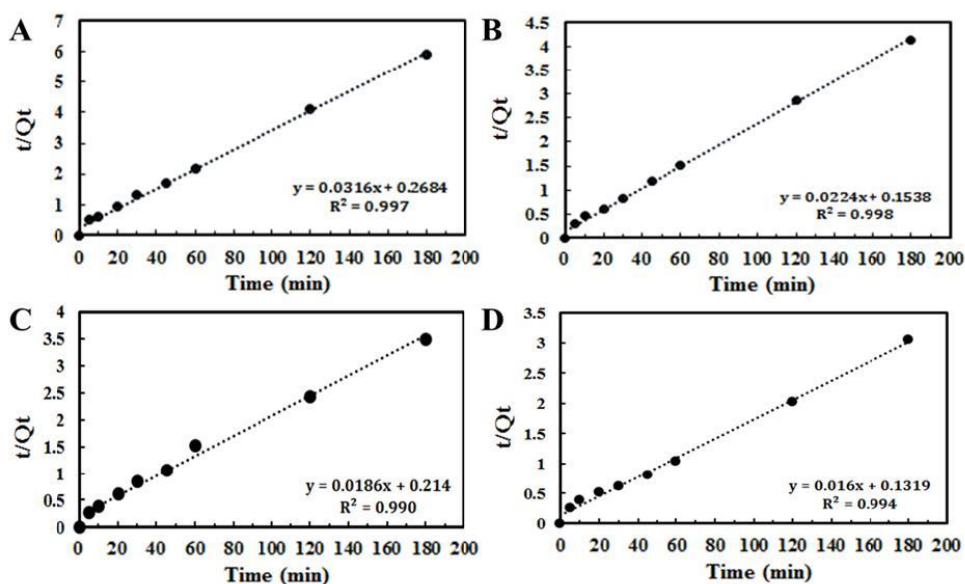 A
t/Qt
7
6
5
4
3
2
1
0
y = 0.0316x + 0.2684
R² = 0.997
0 20 40 60 80 100 120 140 160 180 200
Time (min)
B
t/Qt
4.5
4
3.5
3
2.5
2
1.5
1
0.5
0
y = 0.0224x + 0.1538
R² = 0.998
0 20 40 60 80 100 120 140 160 180 200
Time (min)
C
t/Qt
4
3.5
3
2.5
2
1.5
1
0.5
0
y = 0.0186x + 0.214
R² = 0.990
0 20 40 60 80 100 120 140 160 180 200
Time (min)
D
t/Qt
3.5
3
2.5
2
1.5
1
0.5
0
y = 0.016x + 0.1319
R² = 0.994
0 20 40 60 80 100 120 140 160 180 200
Time (min)